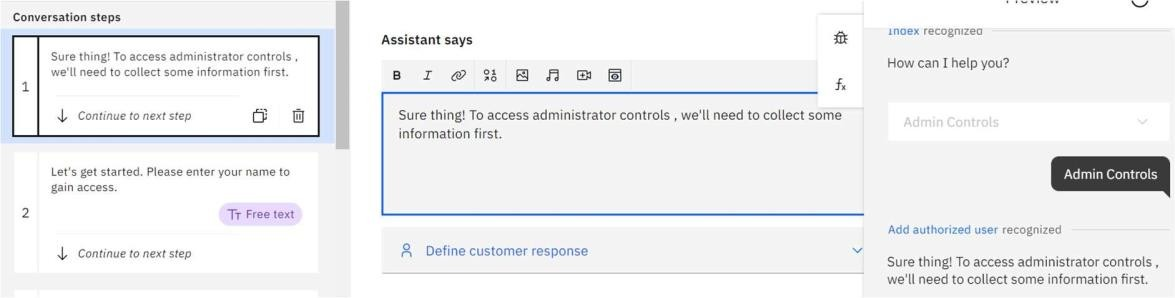 Conversation steps
1
Sure thing! To access administrator controls ,
we'll need to collect some information first.
Continue to next step
2
Let's get started. Please enter your name to
gain access.
Free text
Continue to next step
Assistant says
B I
Sure thing! To access administrator controls , we'll need to collect some
information first.
Define customer response
fx
Preview
Index recognized
How can I help you?
Admin Controls
Admin Controls
Add authorized user recognized
Sure thing! To access administrator controls ,
we'll need to collect some information first.